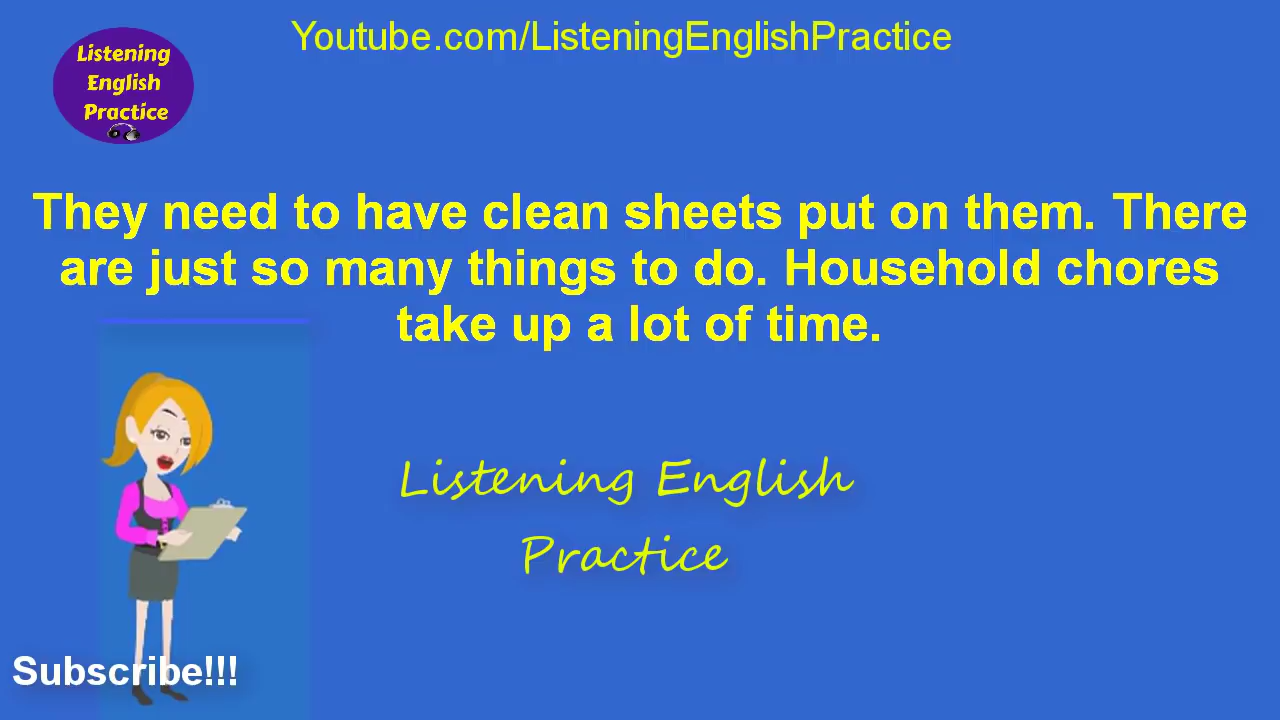 Youtube.com/ListeningEnglishPractice
Listening
English
Practice
They need to have clean sheets put on them. There
are just so many things to do. Household chores
take up a lot of time.
Listening English
Practice
Subscribe!!!